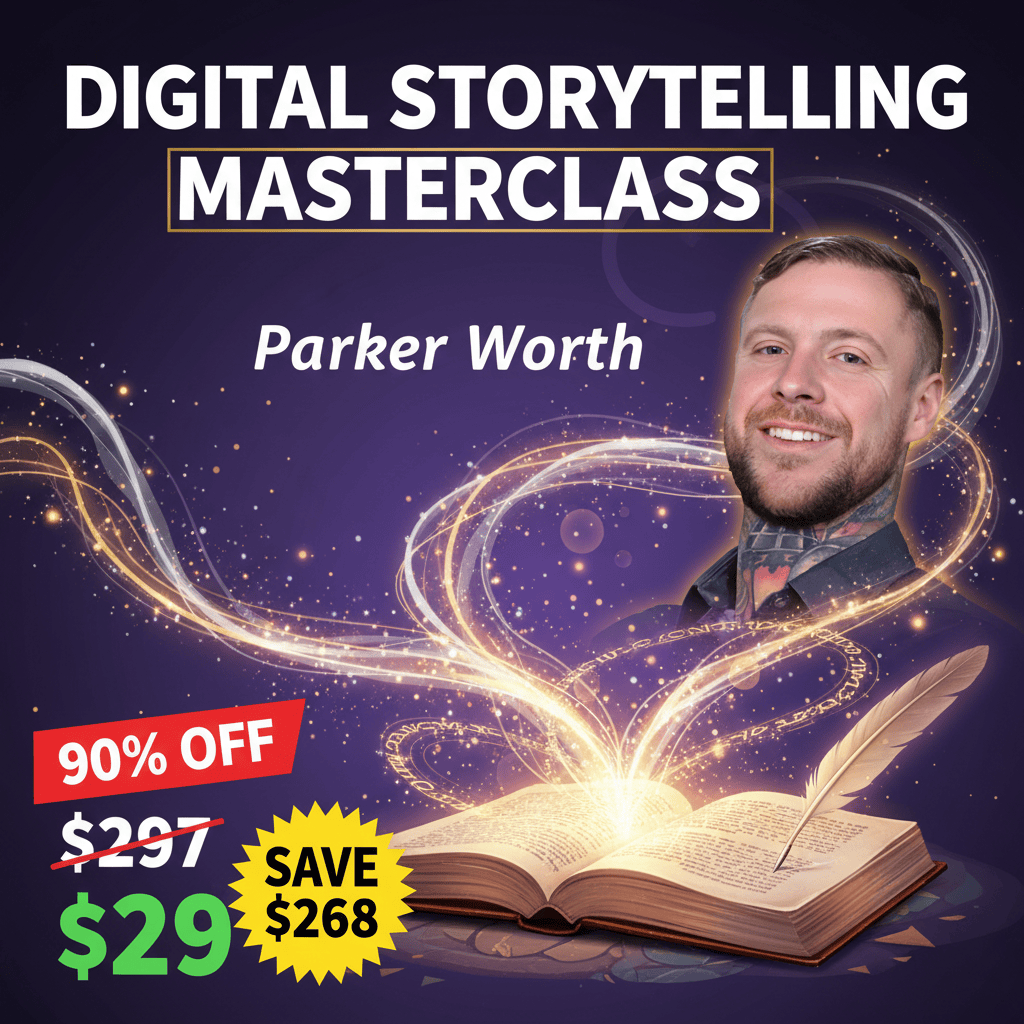 DIGITAL STORYTELLING
MASTERCLASS
Parker Worth
90% OFF
$297
$29
SAVE
$268